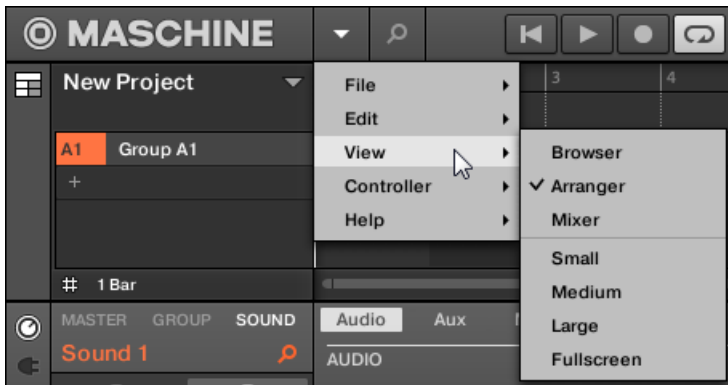 MASCHINE
New Project
3 4
File
A1 Group A1
Edit
+
View
Controller
Help
Browser
Arranger
Mixer
Small
Medium
Large
Fullscreen
# 1 Bar
MASTER GROUP SOUND
Audio Aux
Sound 1
AUDIO